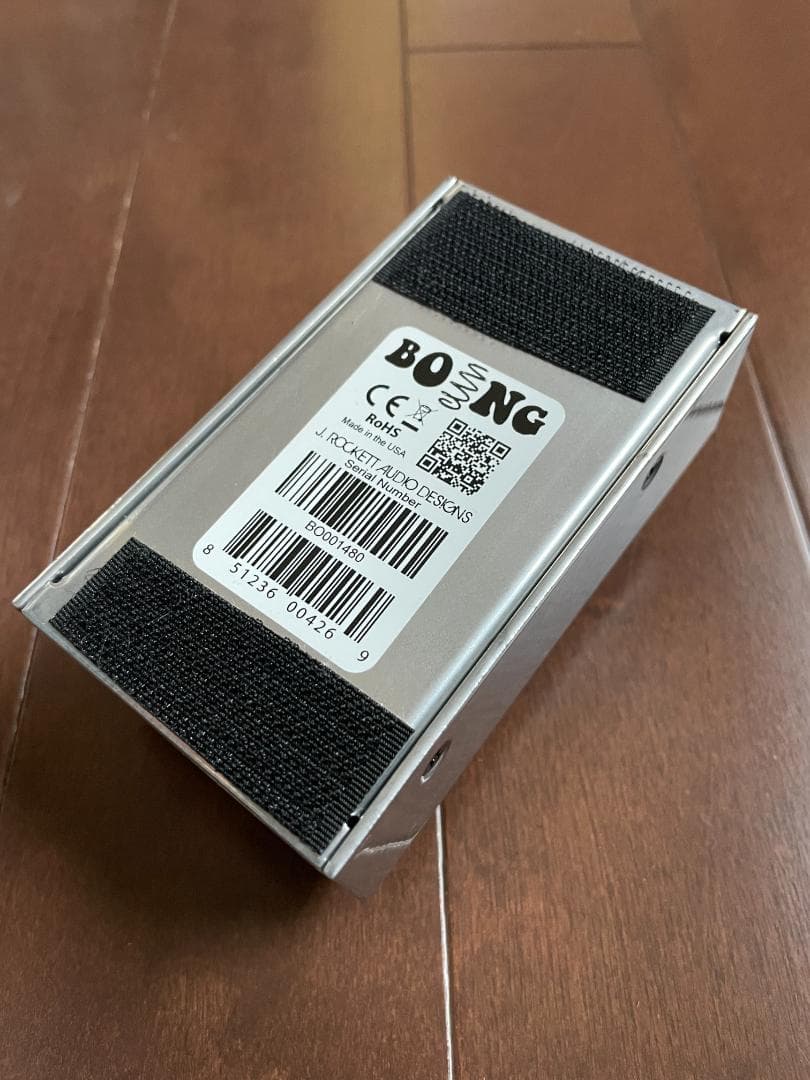 BOING
CE
RoHS
Made in the USA
J. ROCKETT AUDIO DESIGNS
Serial Number
BO001480
8 51236 00426 9